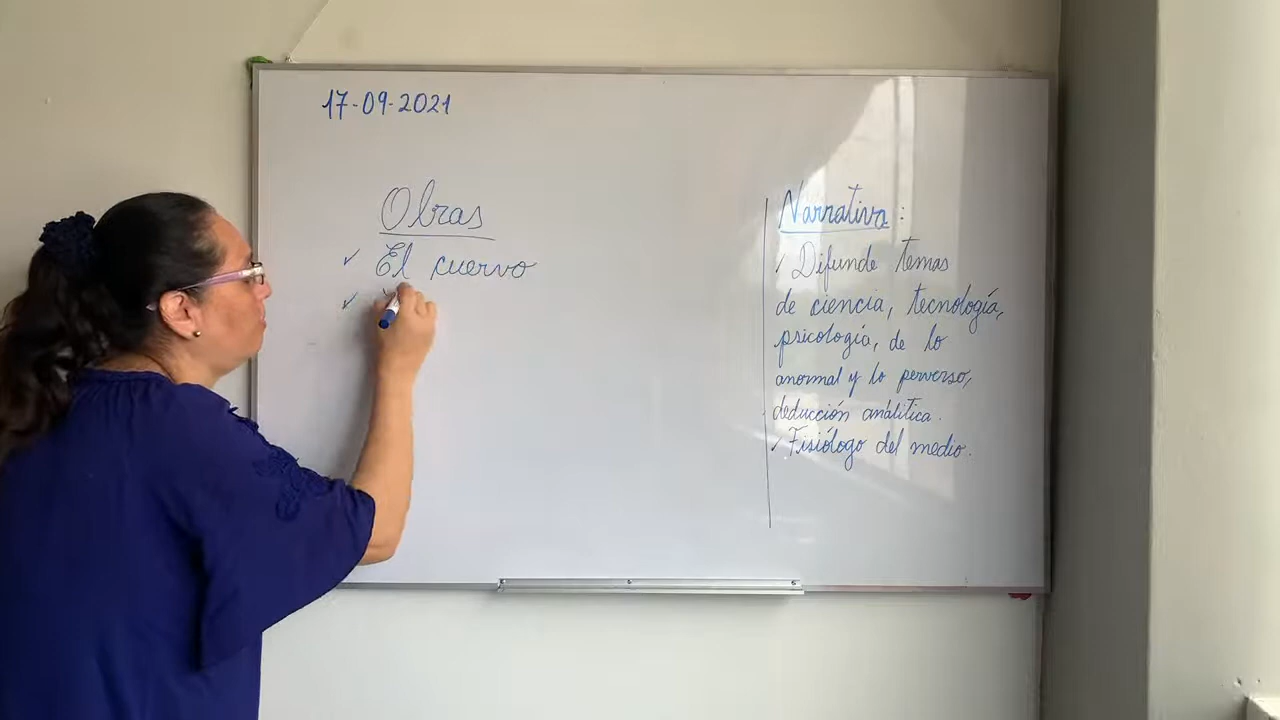 17-09-2021
Obras
✓ El cuervo
✓
Narrativa:
✓ Difunde temas
de ciencia, tecnología,
psicología, de lo
anormal y lo perverso,
deducción análitica.
✓ Fisiólogo del medio.